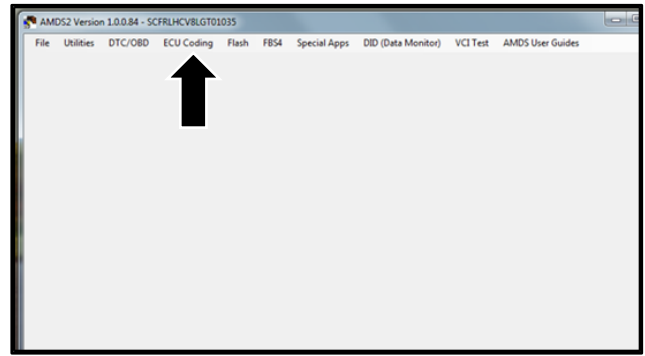 AMDS2 Version 1.0.0.84 - SCFRLHCV8LGT01035
File Utilities DTC/OBD ECU Coding Flash FBS4 Special Apps DID (Data Monitor) VCI Test AMDS User Guides